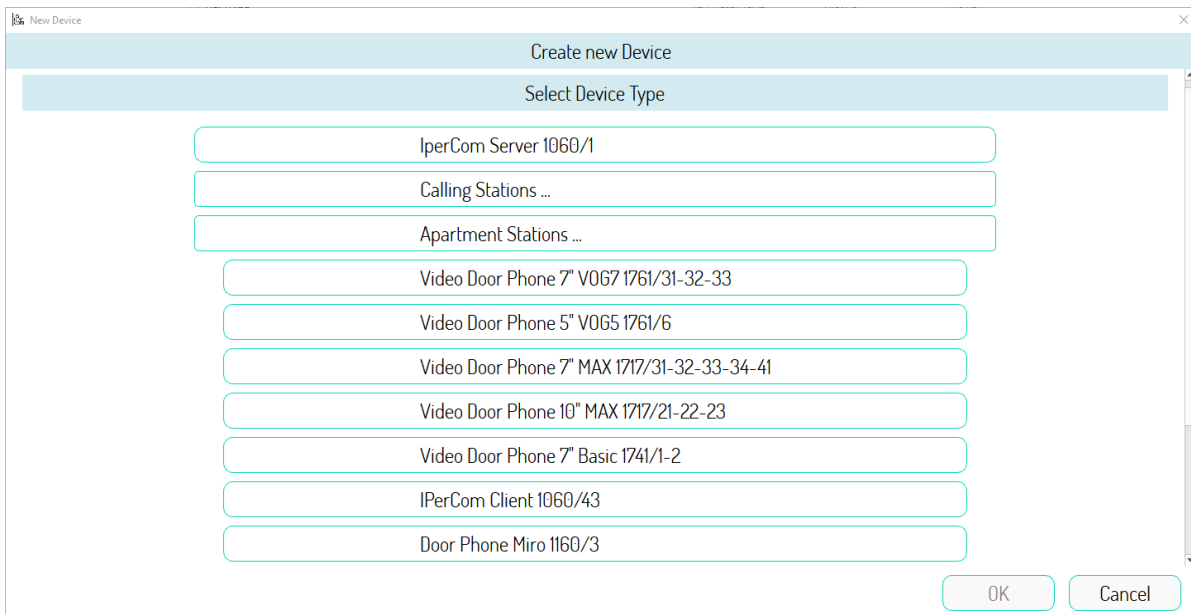 New Device
Create new Device
Select Device Type
IperCom Server 1060/1
Calling Stations ...
Apartment Stations ...
Video Door Phone 7" VOG7 1761/31-32-33
Video Door Phone 5" VOG5 1761/6
Video Door Phone 7" MAX 1717/31-32-33-34-41
Video Door Phone 10" MAX 1717/21-22-23
Video Door Phone 7" Basic 1741/1-2
IPerCom Client 1060/43
Door Phone Miro 1160/3
OK
Cancel